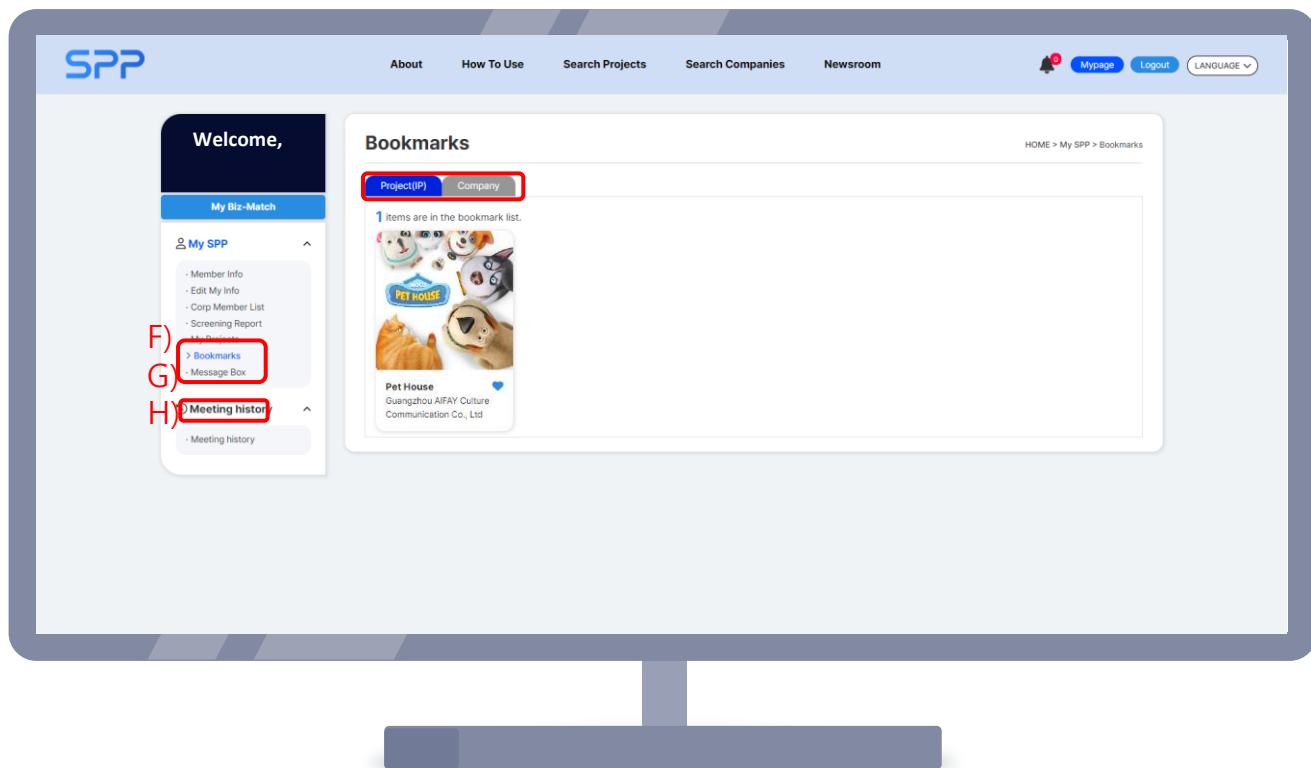 SPP
About How To Use Search Projects Search Companies Newsroom
0
Mypage Logout LANGUAGE
Welcome,
My Biz-Match
My SPP
- Member Info
- Edit My Info
- Corp Member List
- Screening Report
F)
- My Projects
> Bookmarks
G)
- Message Box
H)
Meeting history
- Meeting history
Bookmarks
HOME > My SPP > Bookmarks
Project(IP) Company
1 items are in the bookmark list.
PET HOUSE
Pet House
Guangzhou AIFAY Culture
Communication Co., Ltd